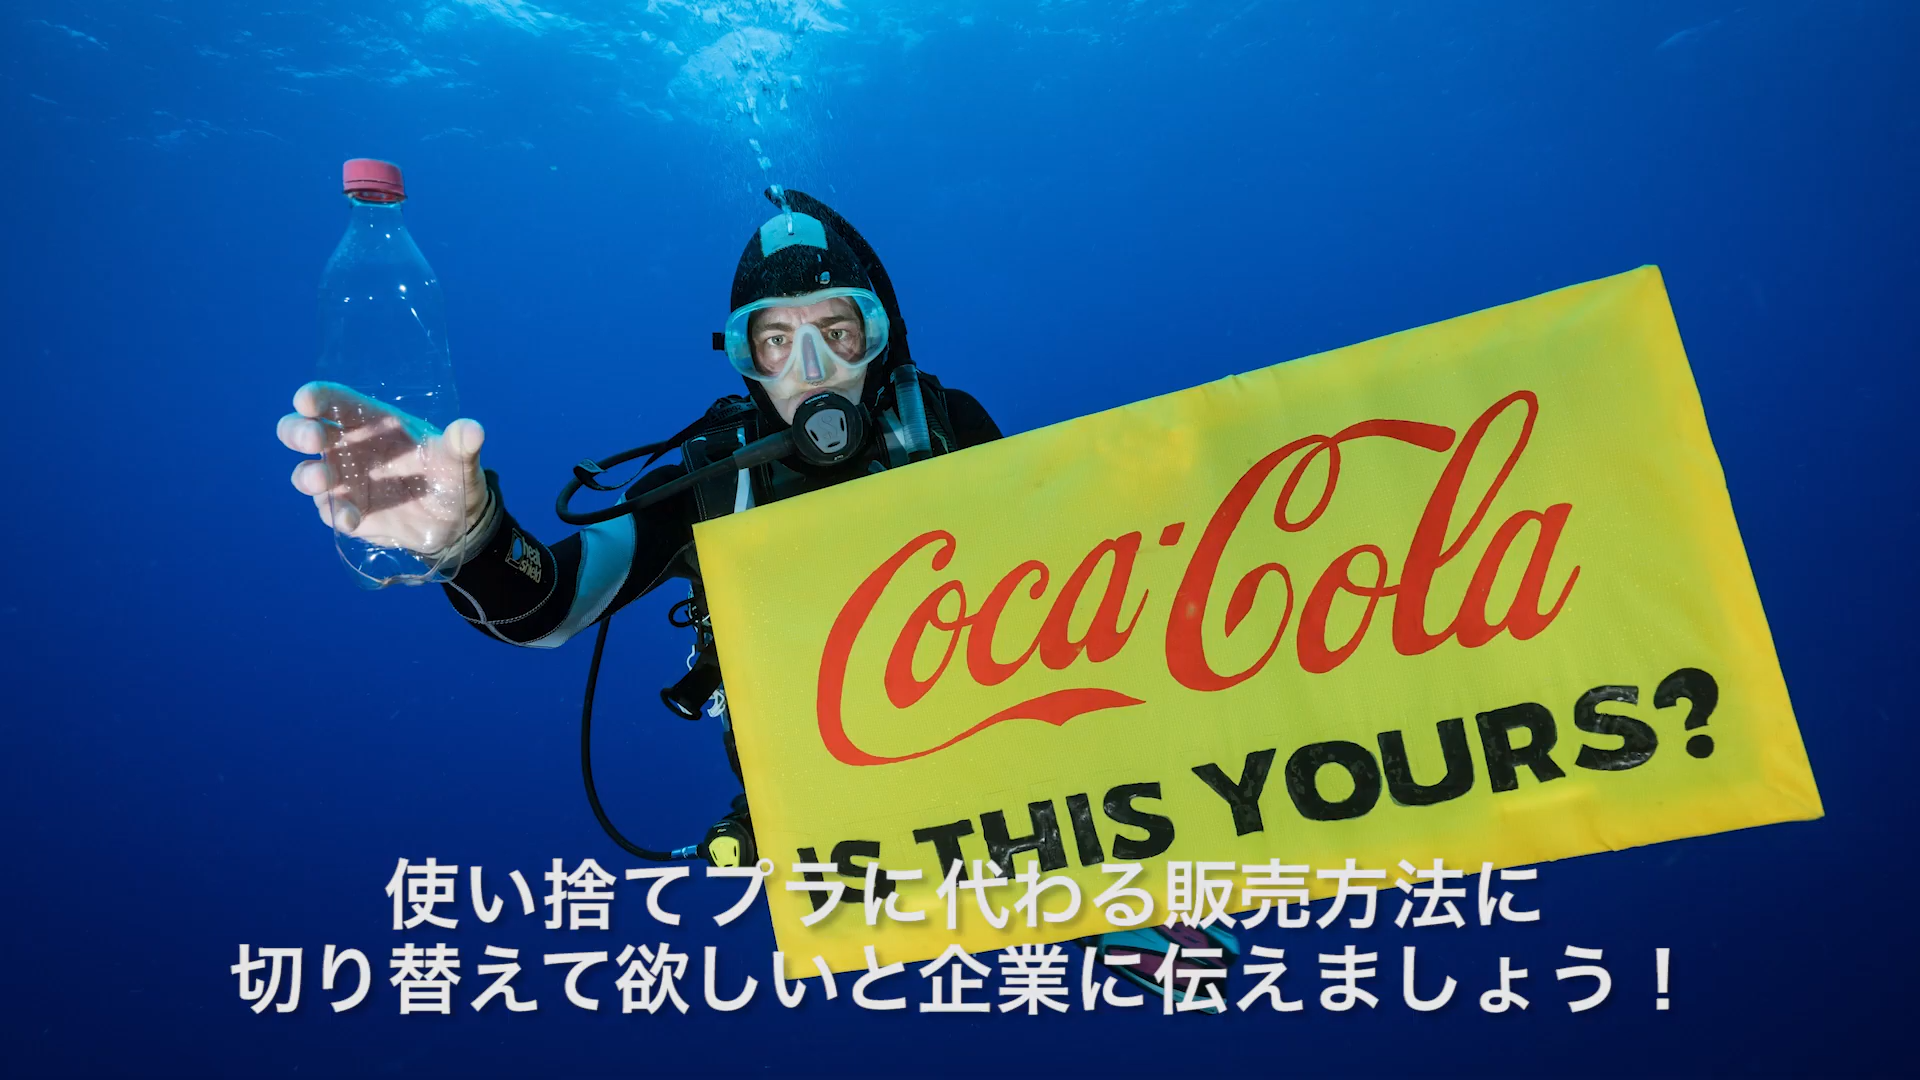 heat
shield
Coca-Cola
IS THIS YOURS?
使い捨てプラに代わる販売方法に
切り替えて欲しいと企業に伝えましょう！